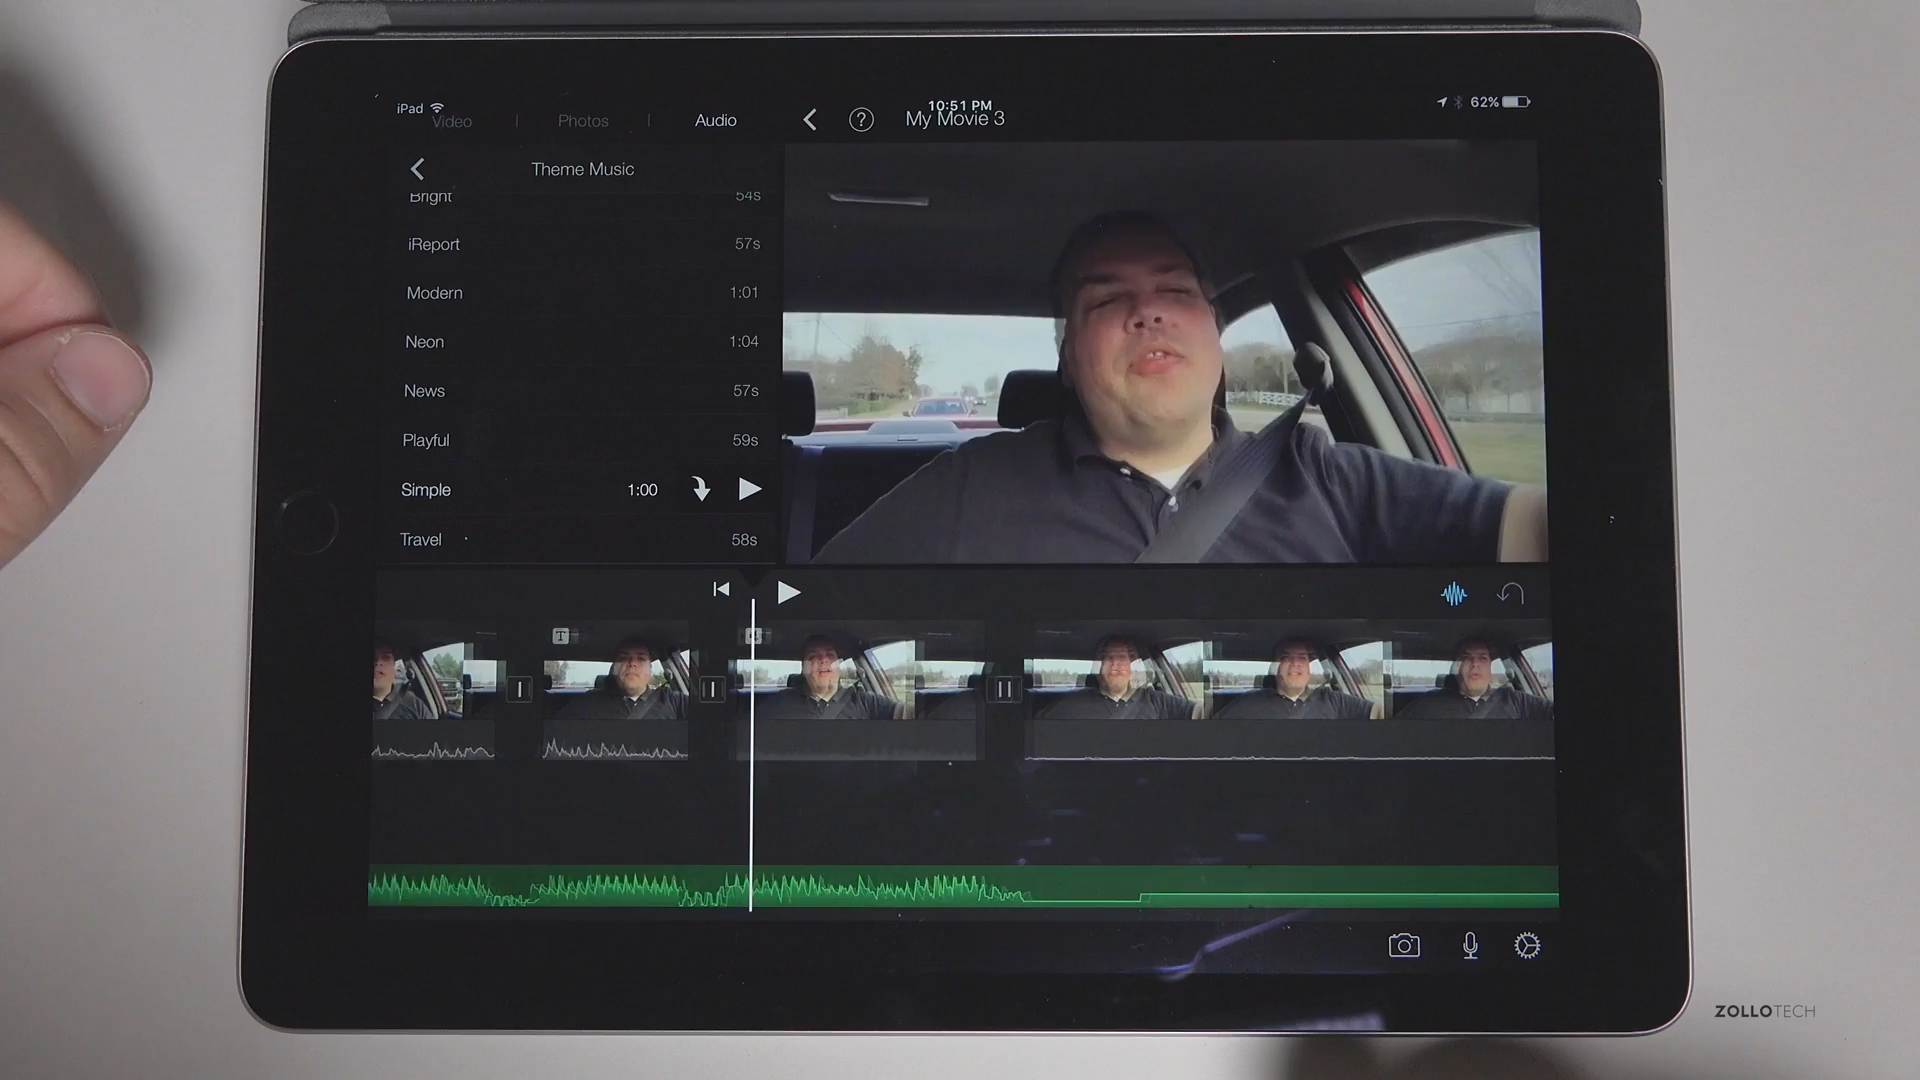 iPad
10:51 PM
62%
Video | Photos | Audio
? My Movie 3
Theme Music
Bright 54s
iReport 57s
Modern 1:01
Neon 1:04
News 57s
Playful 59s
Simple 1:00
Travel 58s
T
ZOLLOTECH